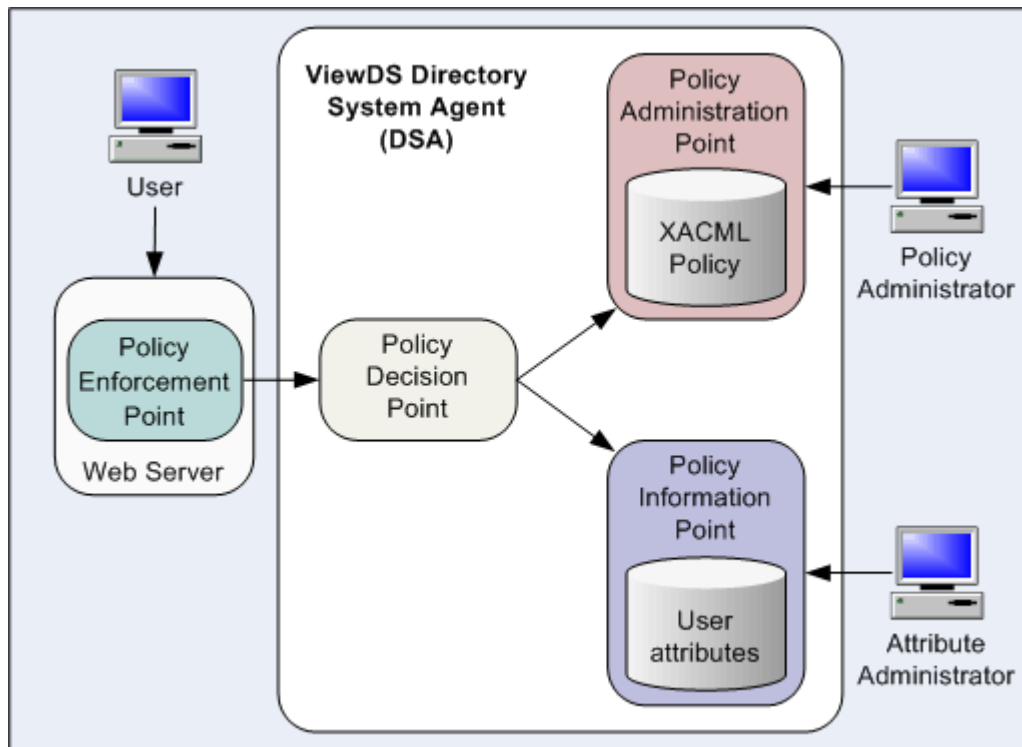 ViewDS Directory
System Agent
(DSA)
User
Policy
Enforcement
Point
Web Server
Policy
Decision
Point
Policy
Administration
Point
XACML
Policy
Policy
Administrator
Policy
Information
Point
User
attributes
Attribute
Administrator